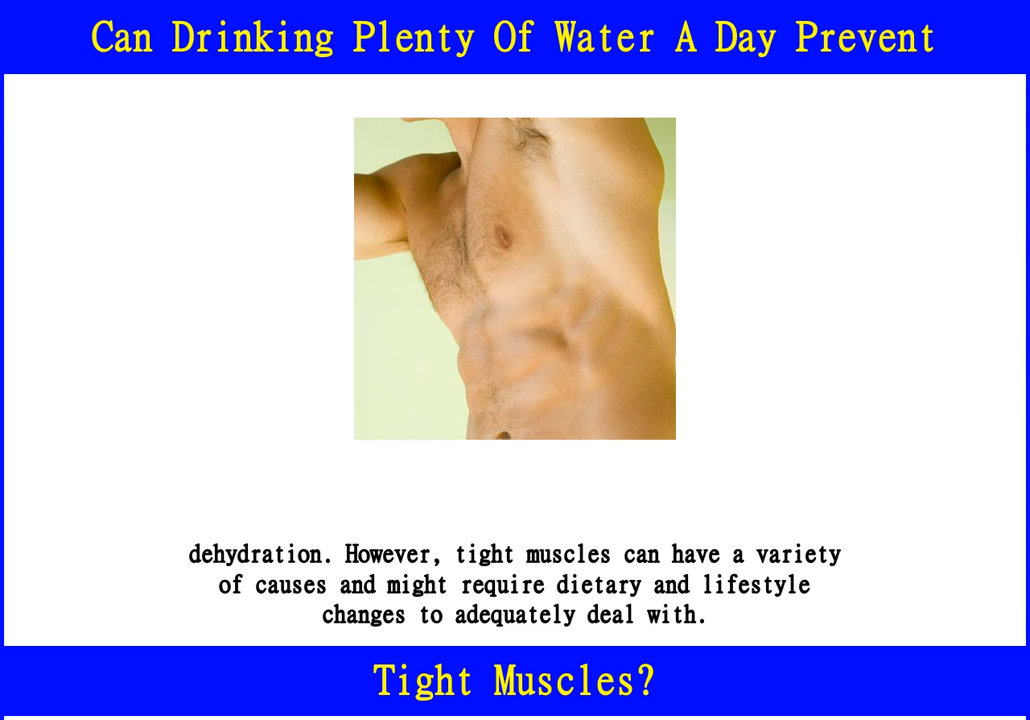 Can Drinking Plenty Of Water A Day Prevent
dehydration. However, tight muscles can have a variety
of causes and might require dietary and lifestyle
changes to adequately deal with.
Tight Muscles?